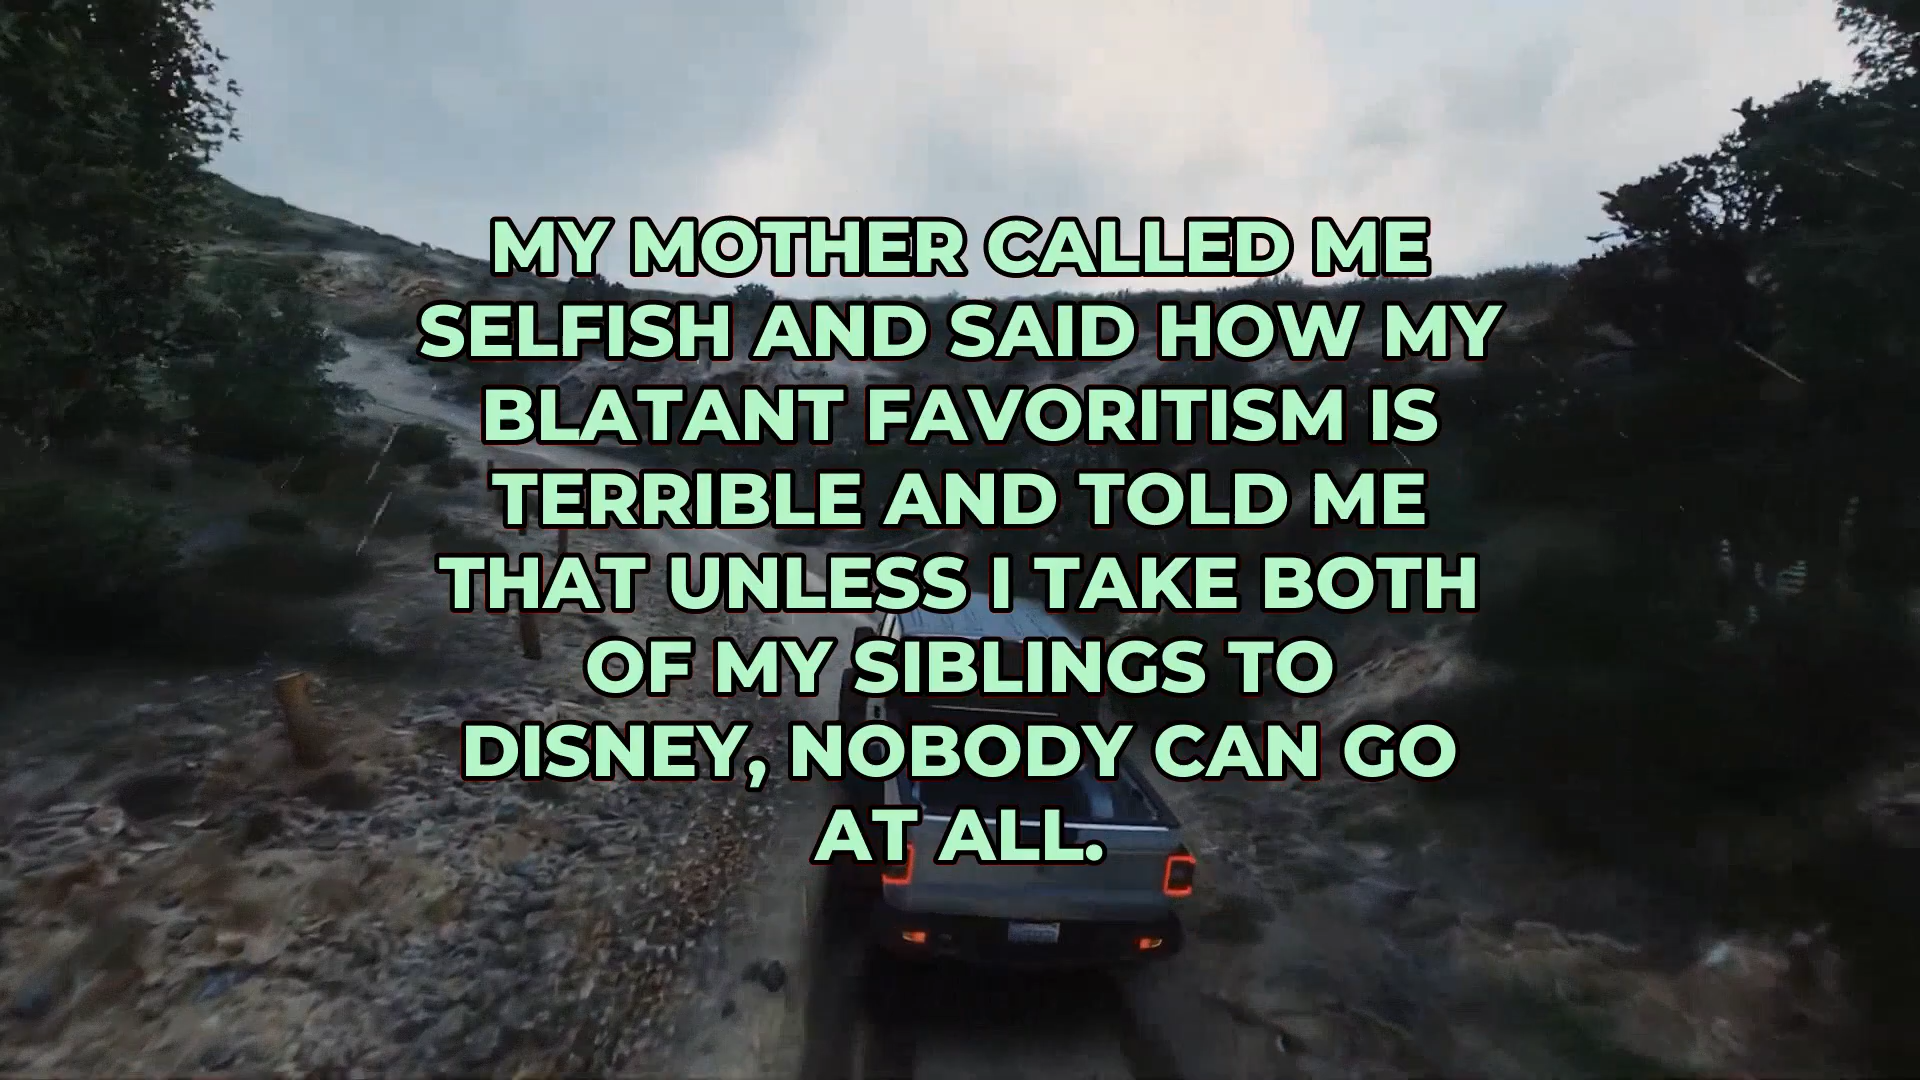 MY MOTHER CALLED ME
SELFISH AND SAID HOW MY
BLATANT FAVORITISM IS
TERRIBLE AND TOLD ME
THAT UNLESS I TAKE BOTH
OF MY SIBLINGS TO
DISNEY, NOBODY CAN GO
AT ALL.